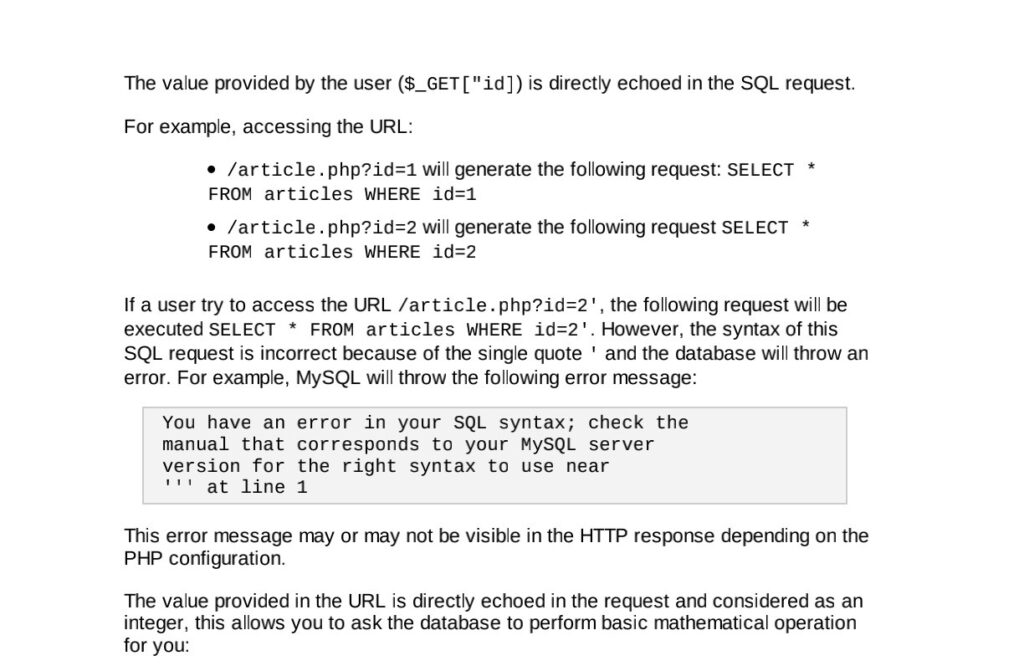 The value provided by the user ($_GET["id]) is directly echoed in the SQL request.
For example, accessing the URL:
• /article.php?id=1 will generate the following request: SELECT *
FROM articles WHERE id=1
• /article.php?id=2 will generate the following request SELECT *
FROM articles WHERE id=2
If a user try to access the URL /article.php?id=2', the following request will be
executed SELECT * FROM articles WHERE id=2'. However, the syntax of this
SQL request is incorrect because of the single quote ' and the database will throw an
error. For example, MySQL will throw the following error message:
You have an error in your SQL syntax; check the
manual that corresponds to your MySQL server
version for the right syntax to use near
''' at line 1
This error message may or may not be visible in the HTTP response depending on the
PHP configuration.
The value provided in the URL is directly echoed in the request and considered as an
integer, this allows you to ask the database to perform basic mathematical operation
for you: